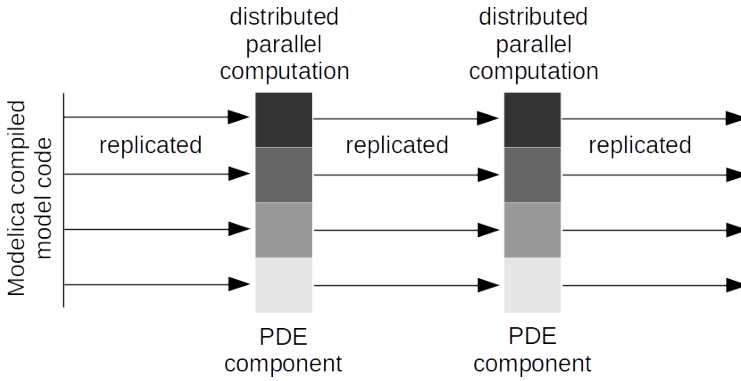 distributed
parallel
computation
distributed
parallel
computation
Modelica compiled
model code
replicated
replicated
replicated
PDE
component
PDE
component